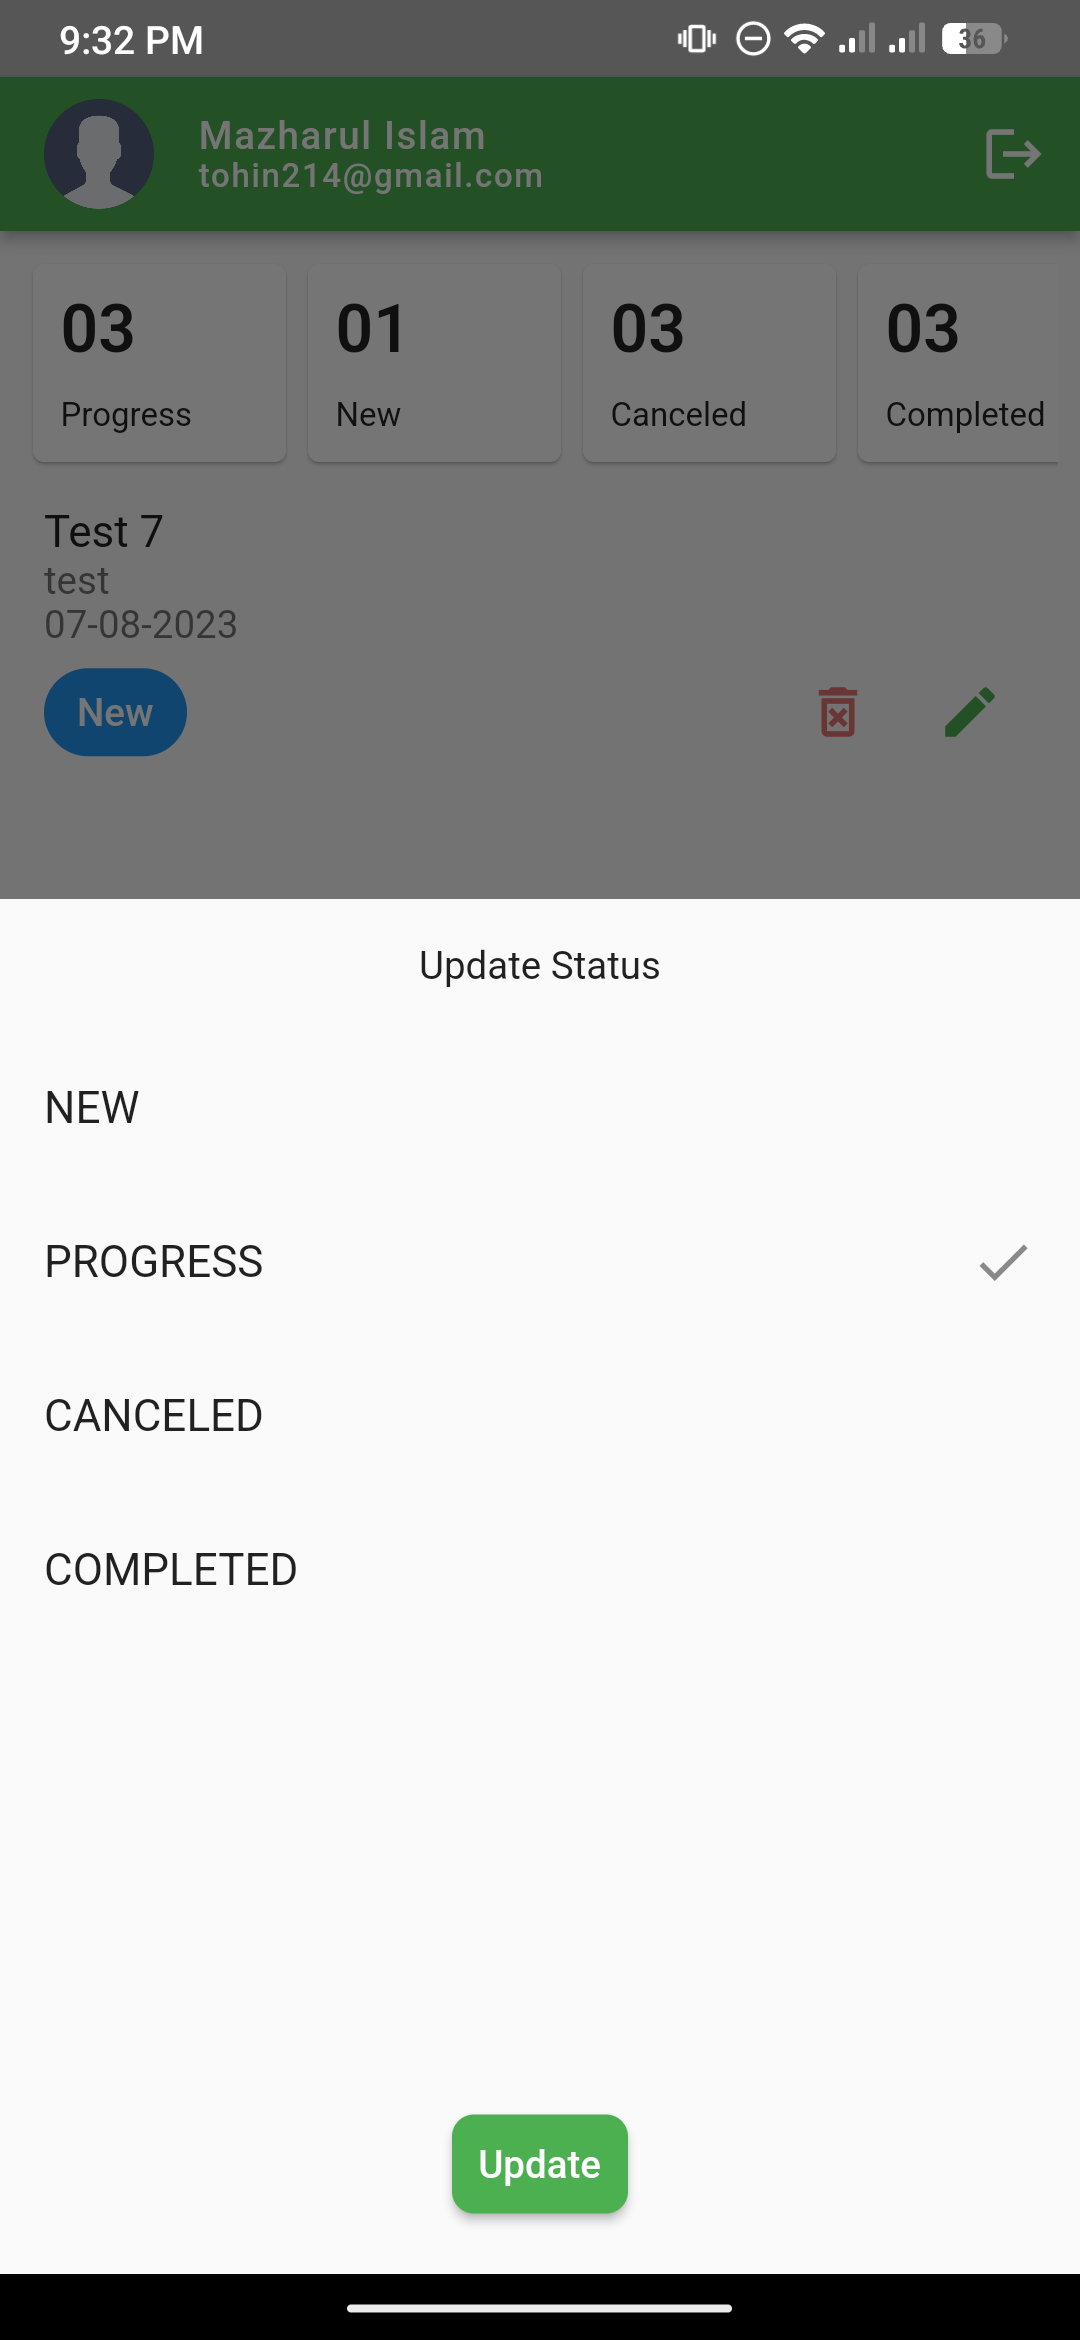 9:32 PM
36
Mazharul Islam
tohin214@gmail.com
03 01 03 03
Progress New Canceled Completed
Test 7
test
07-08-2023
New
Update Status
NEW
PROGRESS
CANCELED
COMPLETED
Update